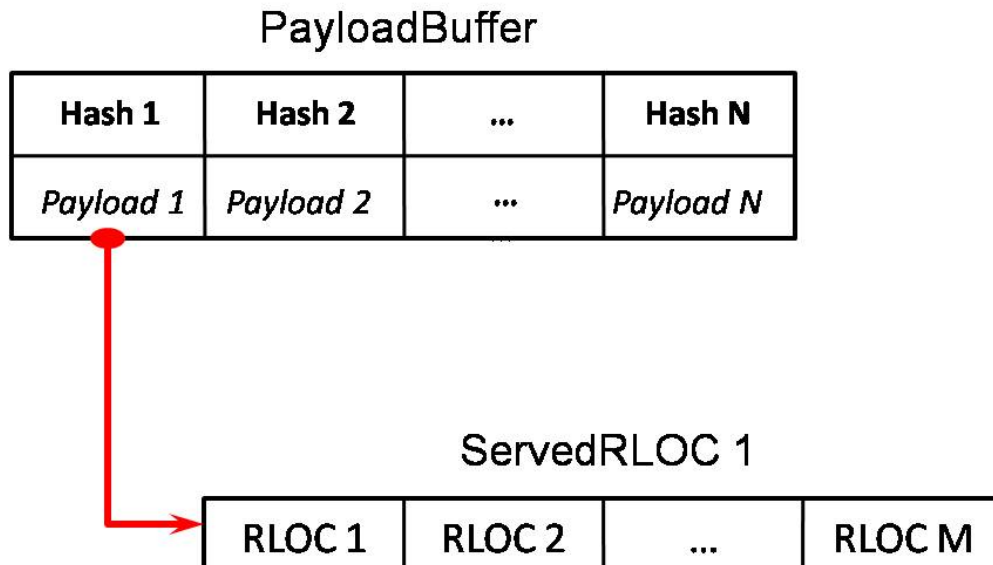 PayloadBuffer
Hash 1 Hash 2 ... Hash N
Payload 1 Payload 2 ... Payload N
...
ServedRLOC 1
RLOC 1 RLOC 2 ... RLOC M